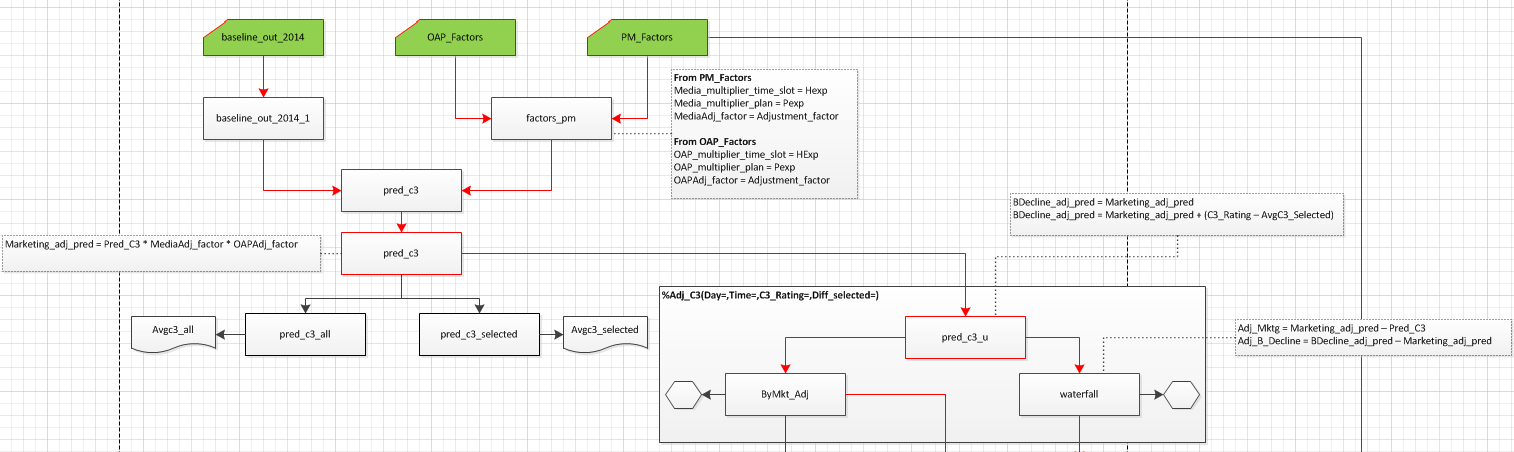 baseline_out_2014
OAP_Factors
PM_Factors
From PM_Factors
Media_multiplier_time_slot = Hexp
Media_multiplier_plan = Pexp
MediaAdj_factor = Adjustment_factor
From OAP_Factors
OAP_multiplier_time_slot = HExp
OAP_multiplier_plan = Pexp
OAPAdj_factor = Adjustment_factor
baseline_out_2014_1
factors_pm
pred_c3
BDecline_adj_pred = Marketing_adj_pred
BDecline_adj_pred = Marketing_adj_pred + (C3_Rating – AvgC3_Selected)
Marketing_adj_pred = Pred_C3 * MediaAdj_factor * OAPAdj_factor
pred_c3
%Adj_C3(Day=,Time=,C3_Rating=,Diff_selected=)
Avgc3_all
pred_c3_all
pred_c3_selected
Avgc3_selected
pred_c3_u
Adj_Mktg = Marketing_adj_pred – Pred_C3
Adj_B_Decline = BDecline_adj_pred – Marketing_adj_pred
ByMkt_Adj
waterfall